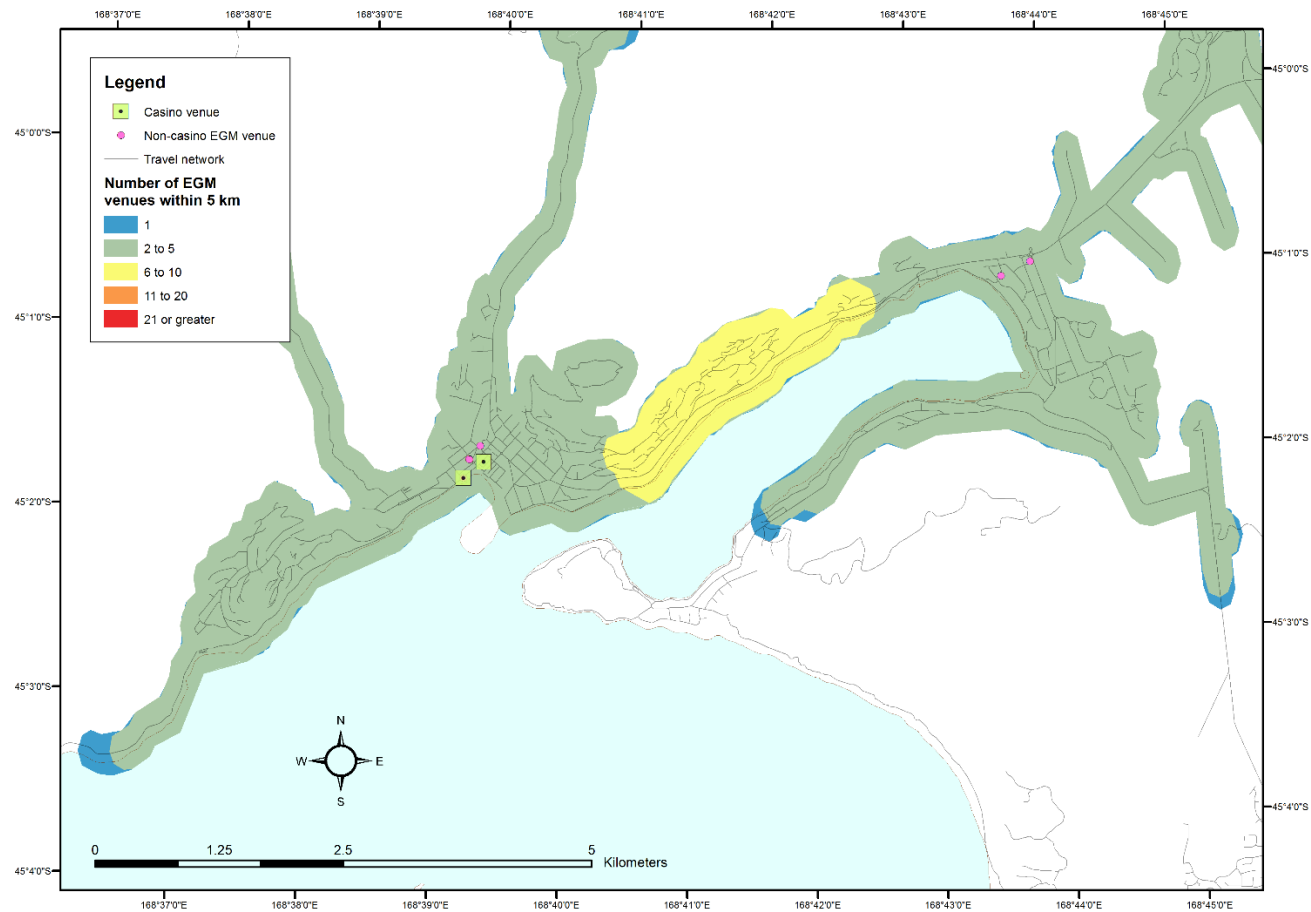 168°37'0"E
168°38'0"E
168°39'0"E
168°40'0"E
168°41'0"E
168°42'0"E
168°43'0"E
168°44'0"E
168°45'0"E
Legend
Casino venue
Non-casino EGM venue
Travel network
Number of EGM
venues within 5 km
1
2 to 5
6 to 10
11 to 20
21 or greater
45°0'0"S
45°1'0"S
45°2'0"S
45°3'0"S
45°4'0"S
45°0'0"S
45°1'0"S
45°2'0"S
45°3'0"S
45°4'0"S
N
W
E
S
0
1.25
2.5
5
Kilometers
168°37'0"E
168°38'0"E
168°39'0"E
168°40'0"E
168°41'0"E
168°42'0"E
168°43'0"E
168°44'0"E
168°45'0"E